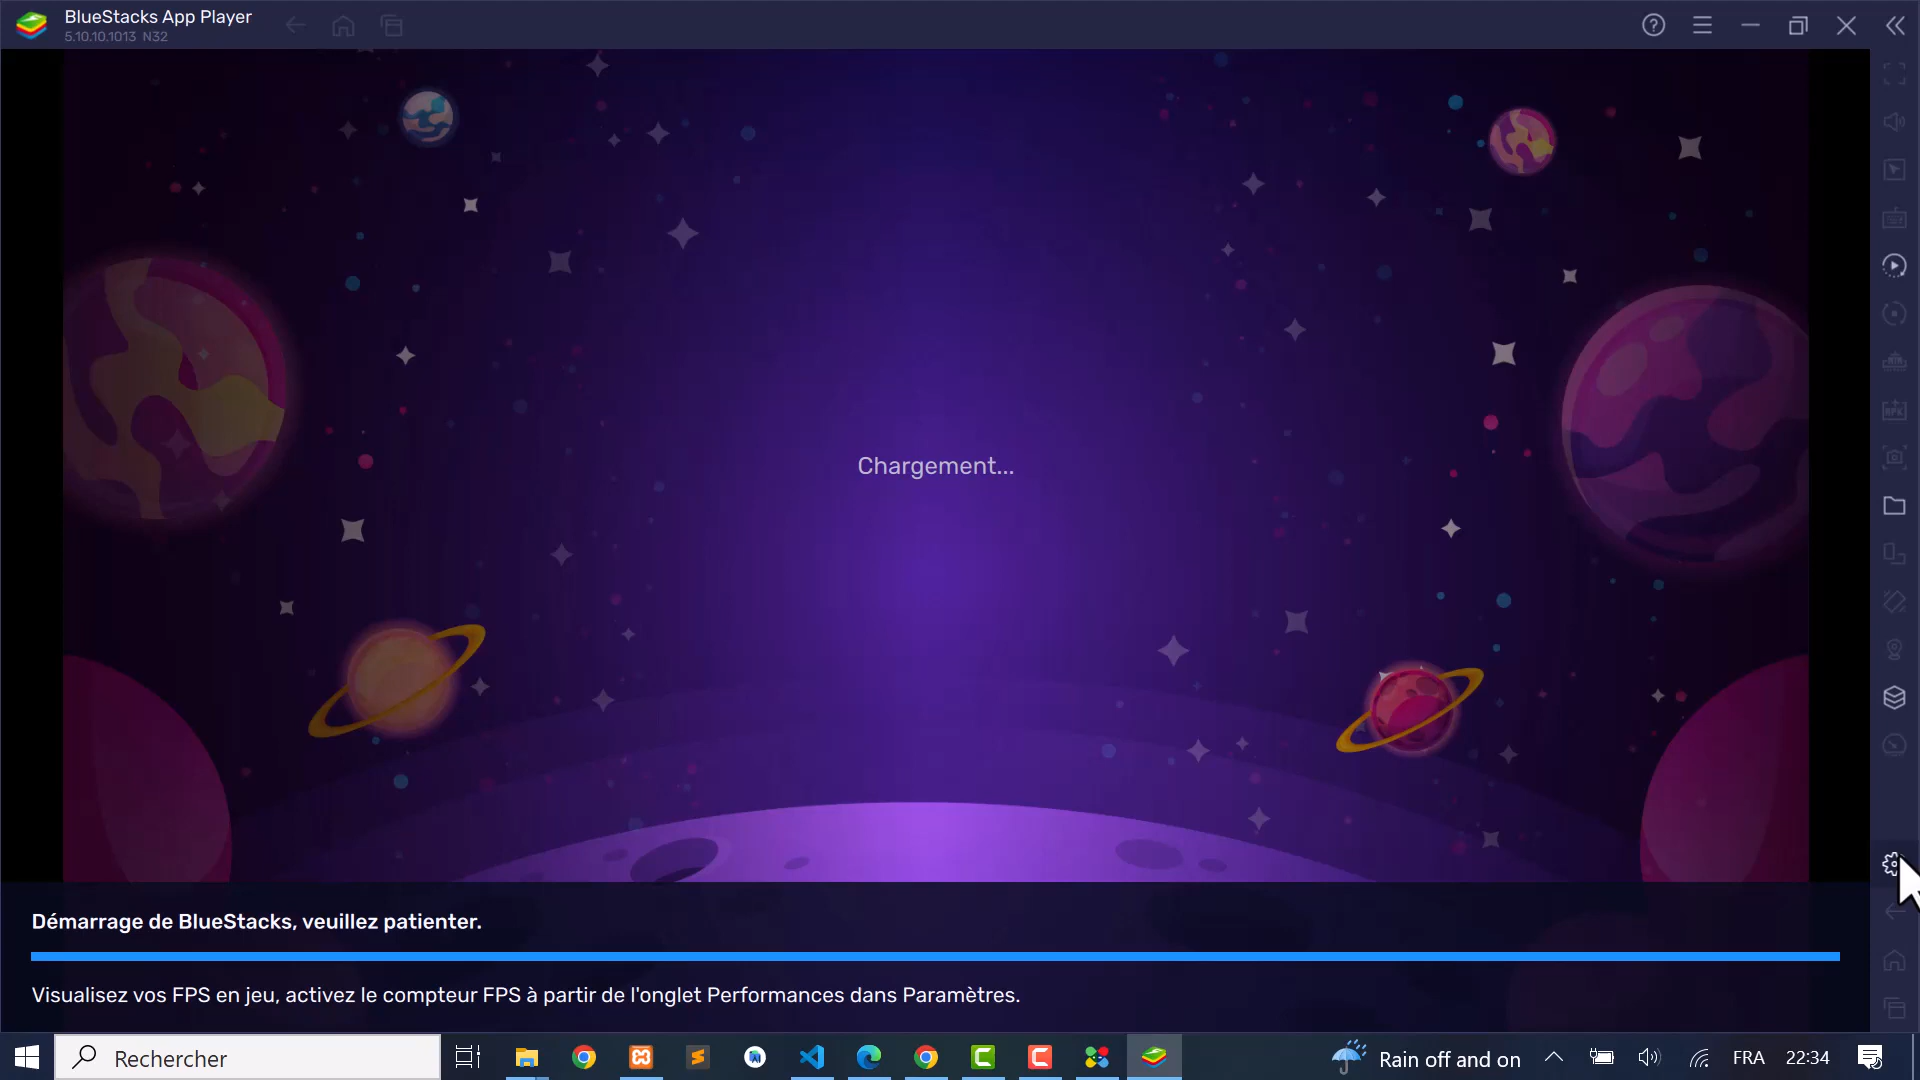 BlueStacks App Player
5.10.10.1013 N32
Chargement...
Démarrage de BlueStacks, veuillez patienter.
Visualisez vos FPS en jeu, activez le compteur FPS à partir de l'onglet Performances dans Paramètres.
Rechercher
Rain off and on
FRA
22:34